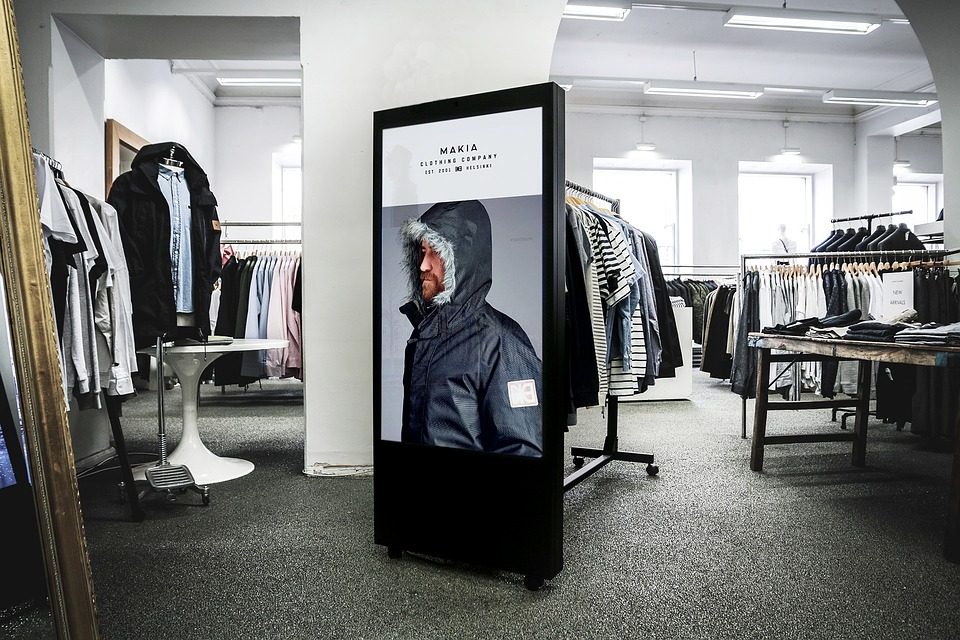 MAKIA
CLOTHING COMPANY
EST. 2001 HELSINKI
NEW
ARRIVALS